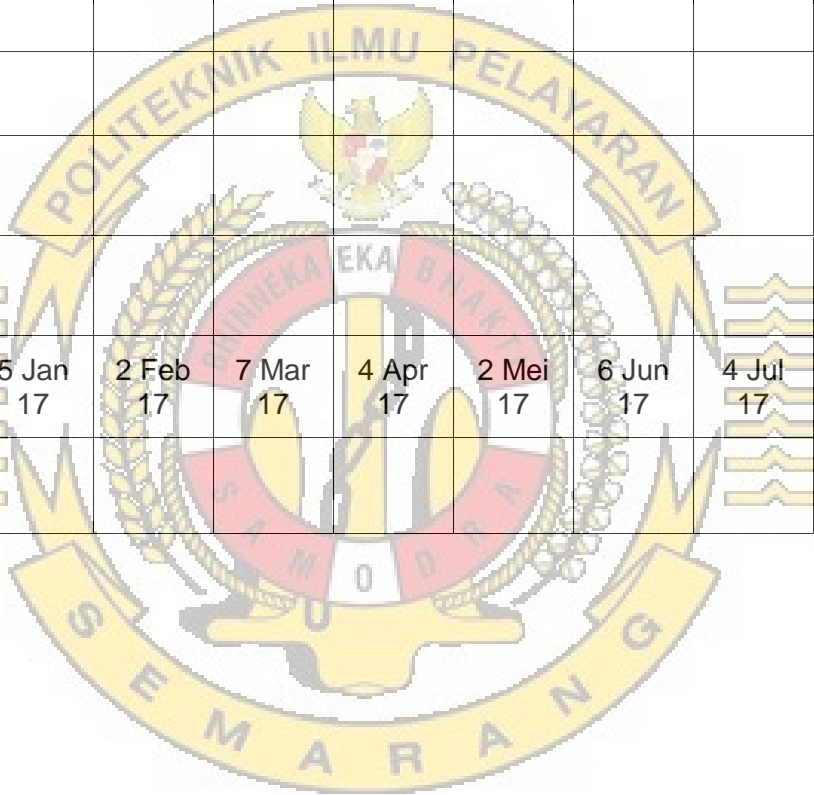 POLITEKNIK ILMU PELAYARAN
BHINNEKA EKA BHAKTI
5 Jan 17
2 Feb 17
7 Mar 17
4 Apr 17
2 Mei 17
6 Jun 17
4 Jul 17
SAMODRA
SEMARANG